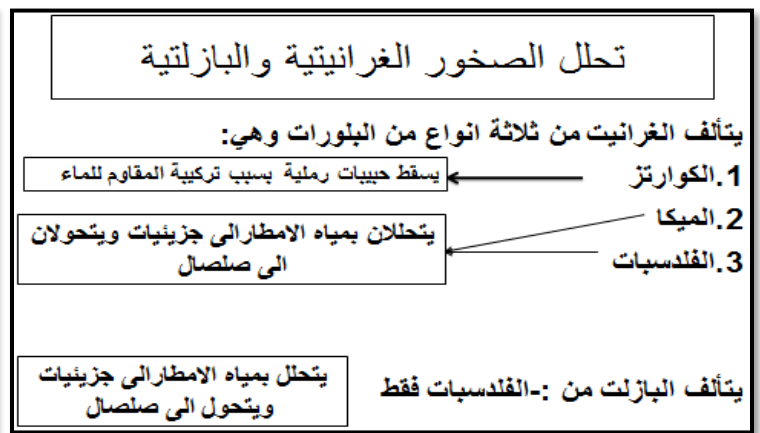 تحلل الصخور الغرانيتية والبازلتية
يتألف الغرانيت من ثلاثة انواع من البلورات وهي:
1.الكوارتز
يسقط حبيبات رملية بسبب تركيبة المقاوم للماء
2.الميكا
3.الفلدسبات
يتحللان بمياه الامطارالى جزيئيات ويتحولان
الى صلصال
يتألف البازلت من :-الفلدسبات فقط
يتحلل بمياه الامطارالى جزيئيات
ويتحول الى صلصال